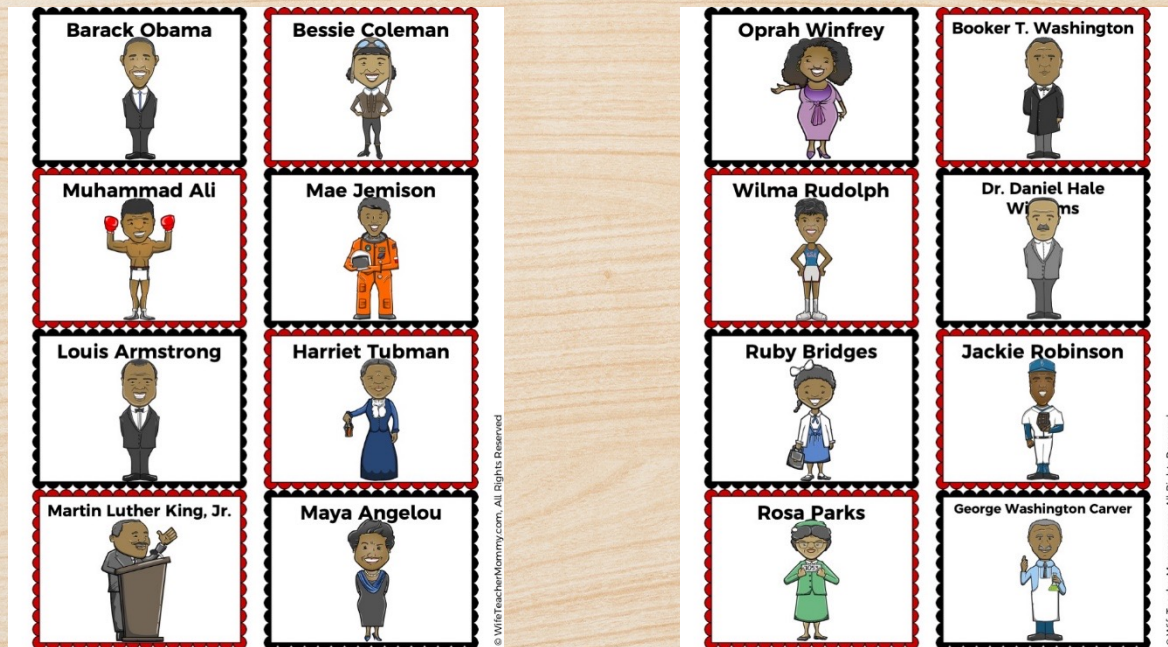 Barack Obama
Bessie Coleman
Muhammad Ali
Mae Jemison
Louis Armstrong
Harriet Tubman
Martin Luther King, Jr.
Maya Angelou
© WifeTeacherMommy.com, All Rights Reserved
Oprah Winfrey
Booker T. Washington
Wilma Rudolph
Dr. Daniel Hale
Ruby Bridges
Jackie Robinson
Rosa Parks
George Washington Carver